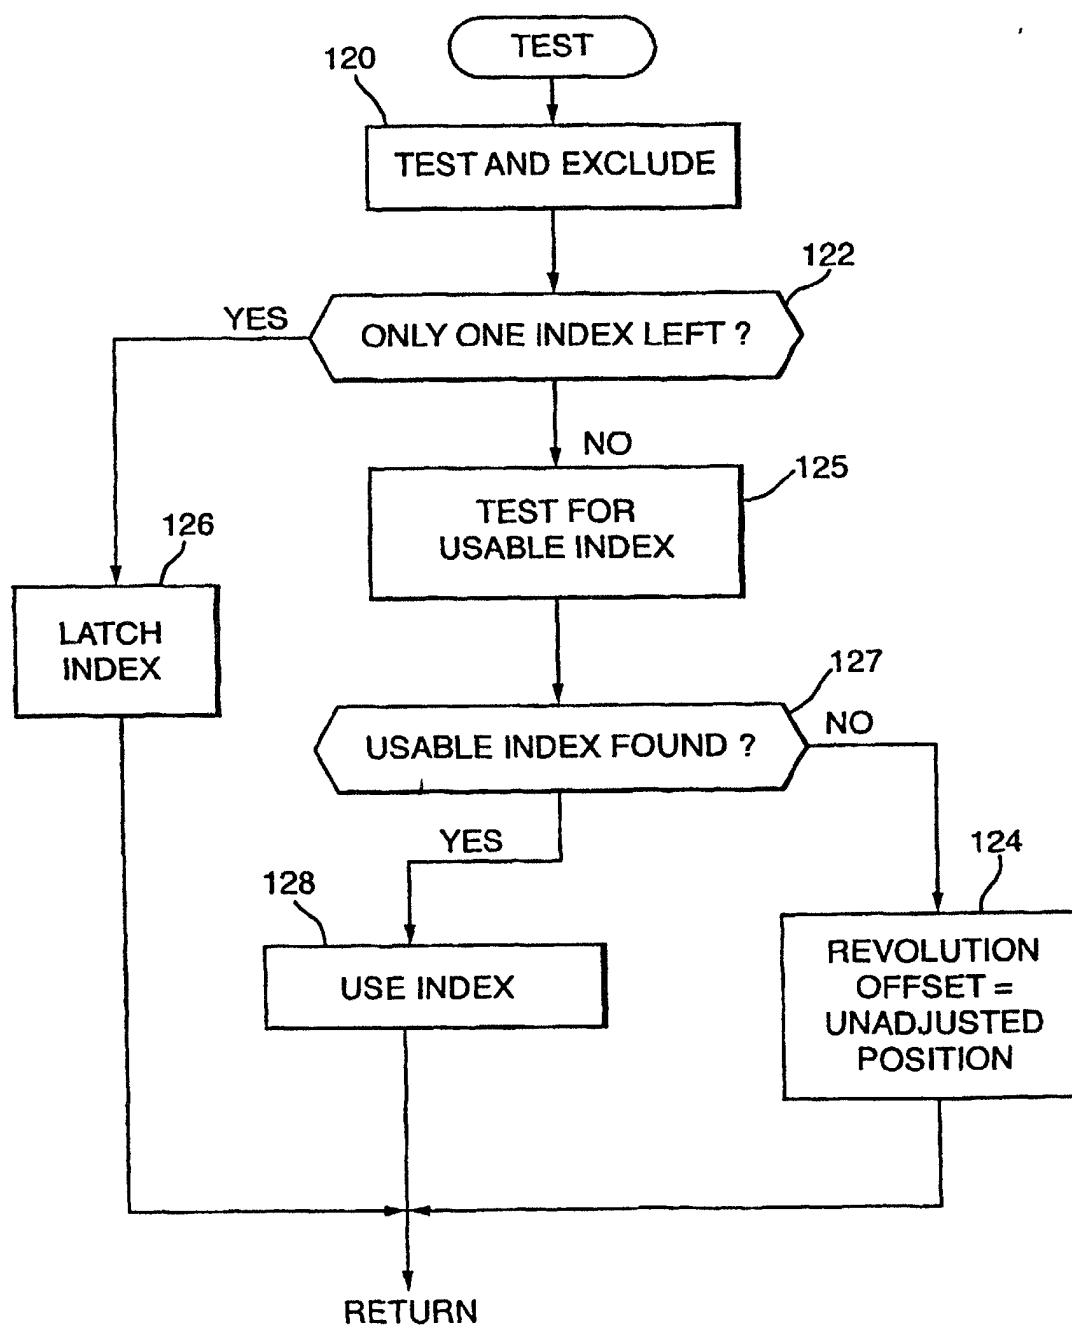 TEST
120
TEST AND EXCLUDE
122
YES
ONLY ONE INDEX LEFT ?
NO
125
TEST FOR
USABLE INDEX
126
LATCH
INDEX
127
NO
USABLE INDEX FOUND ?
YES
124
128
USE INDEX
REVOLUTION
OFFSET =
UNADJUSTED
POSITION
RETURN